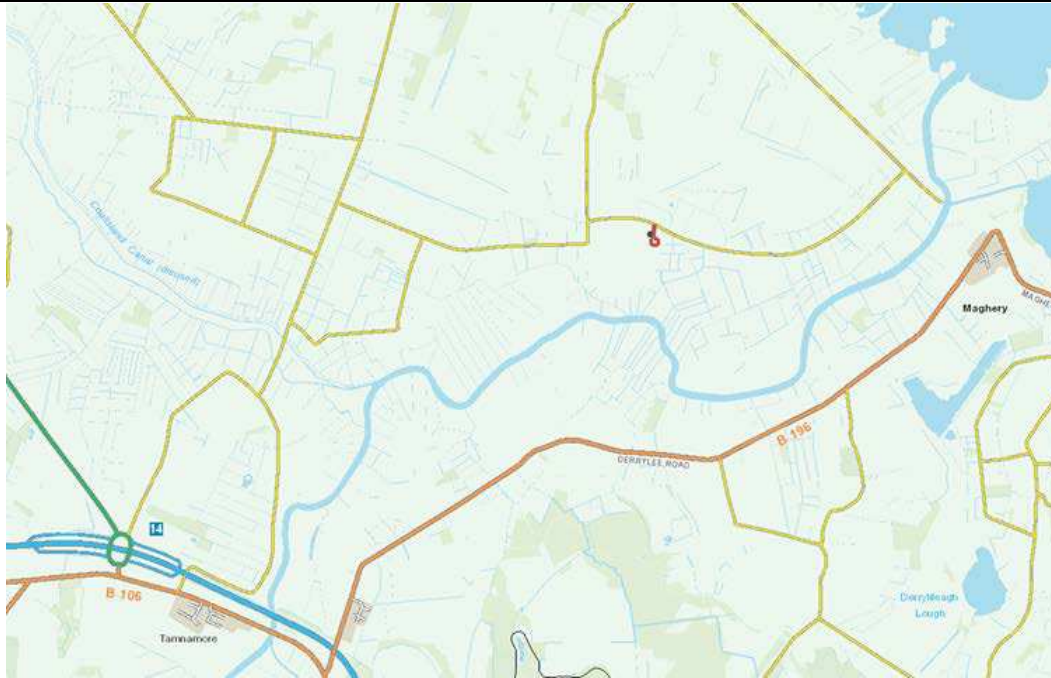 Coalisland Canal (disused)
Maghery
MAGHE
B 196
DERRYLEE ROAD
14
B 106
Tamnamore
Derrylileagh
Lough